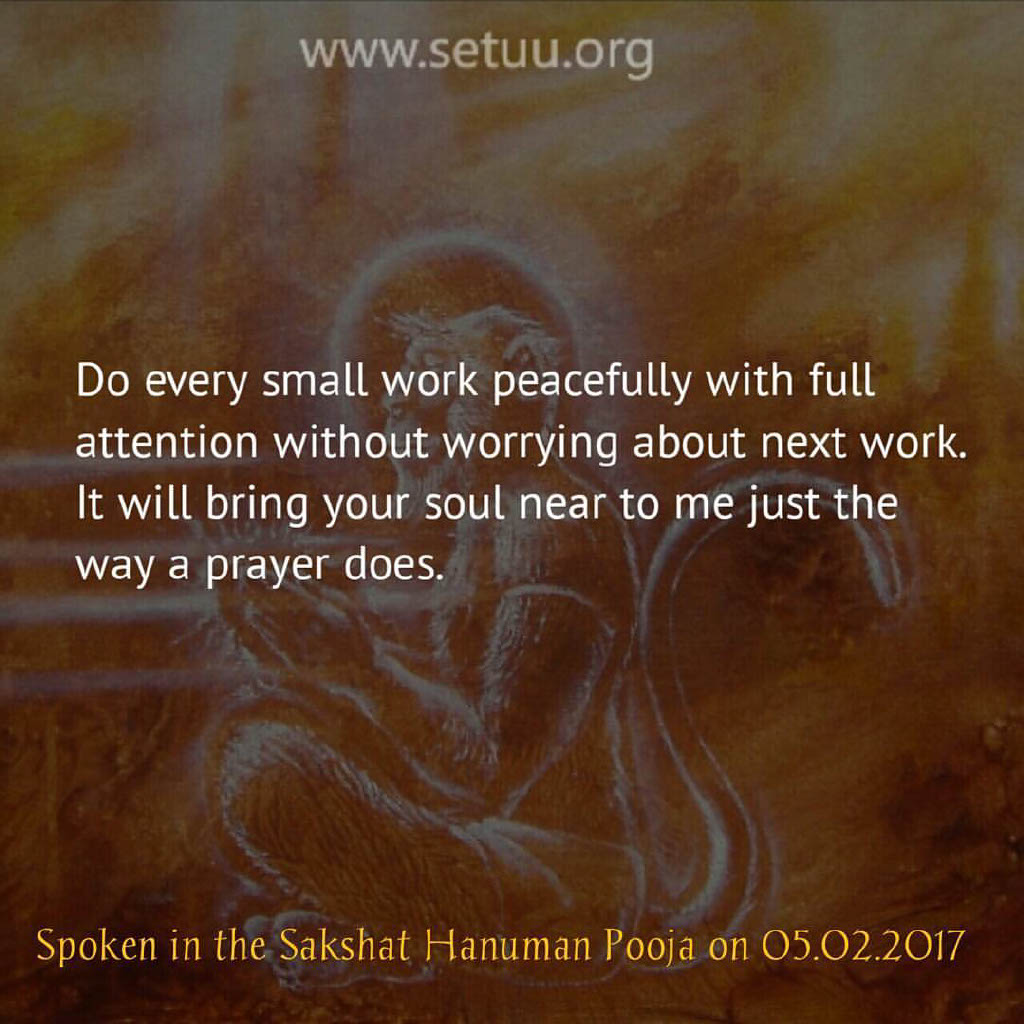 www.setuu.org
Do every small work peacefully with full
attention without worrying about next work.
It will bring your soul near to me just the
way a prayer does.
Spoken in the Sakshat Hanuman Pooja on 05.02.2017